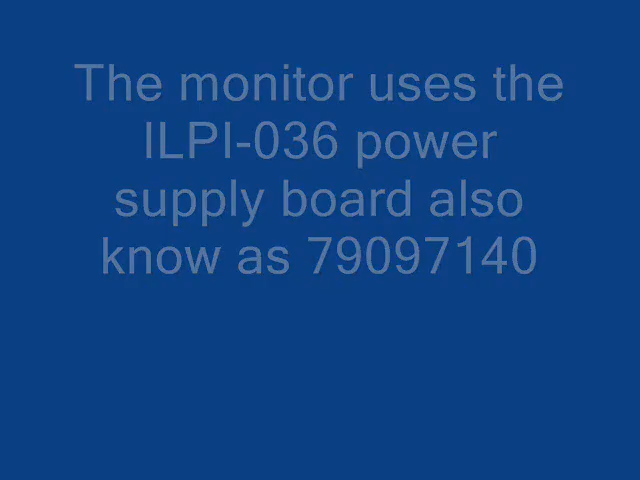 The monitor uses the
ILPI-036 power
supply board also
know as 79097140